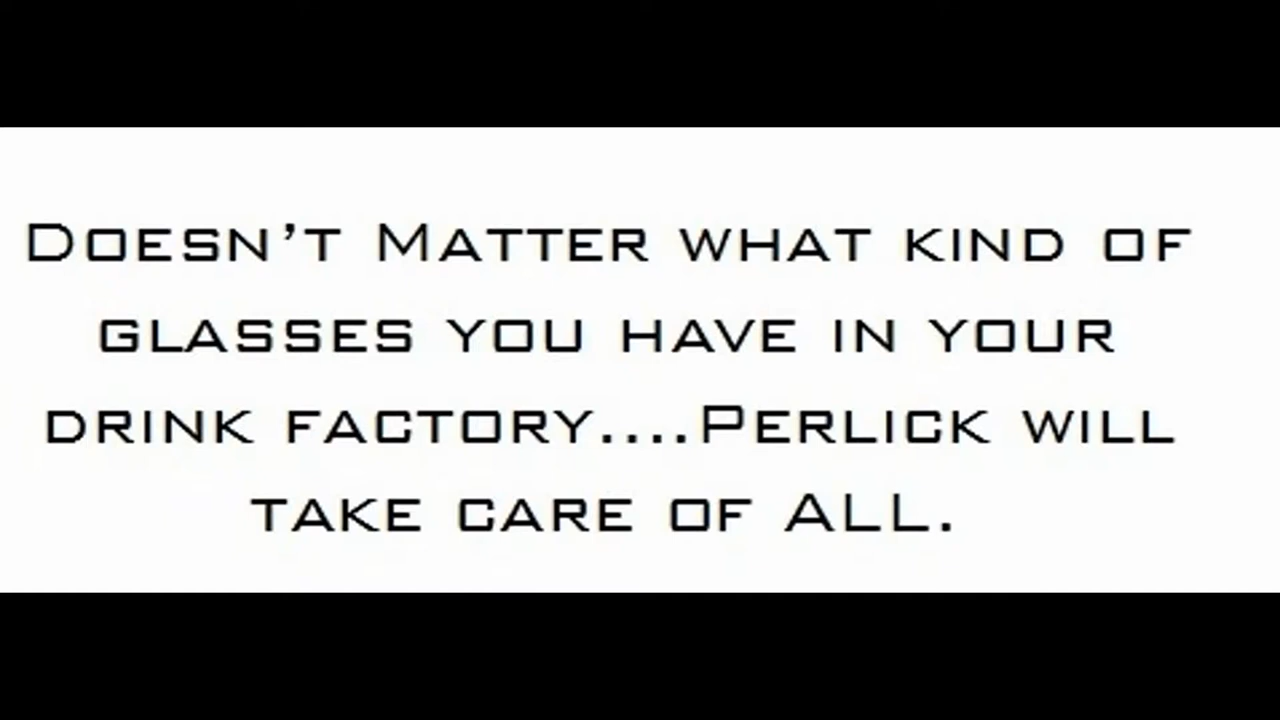 Doesn't Matter what kind of
glasses you have in your
drink factory....Perlick will
take care of ALL.